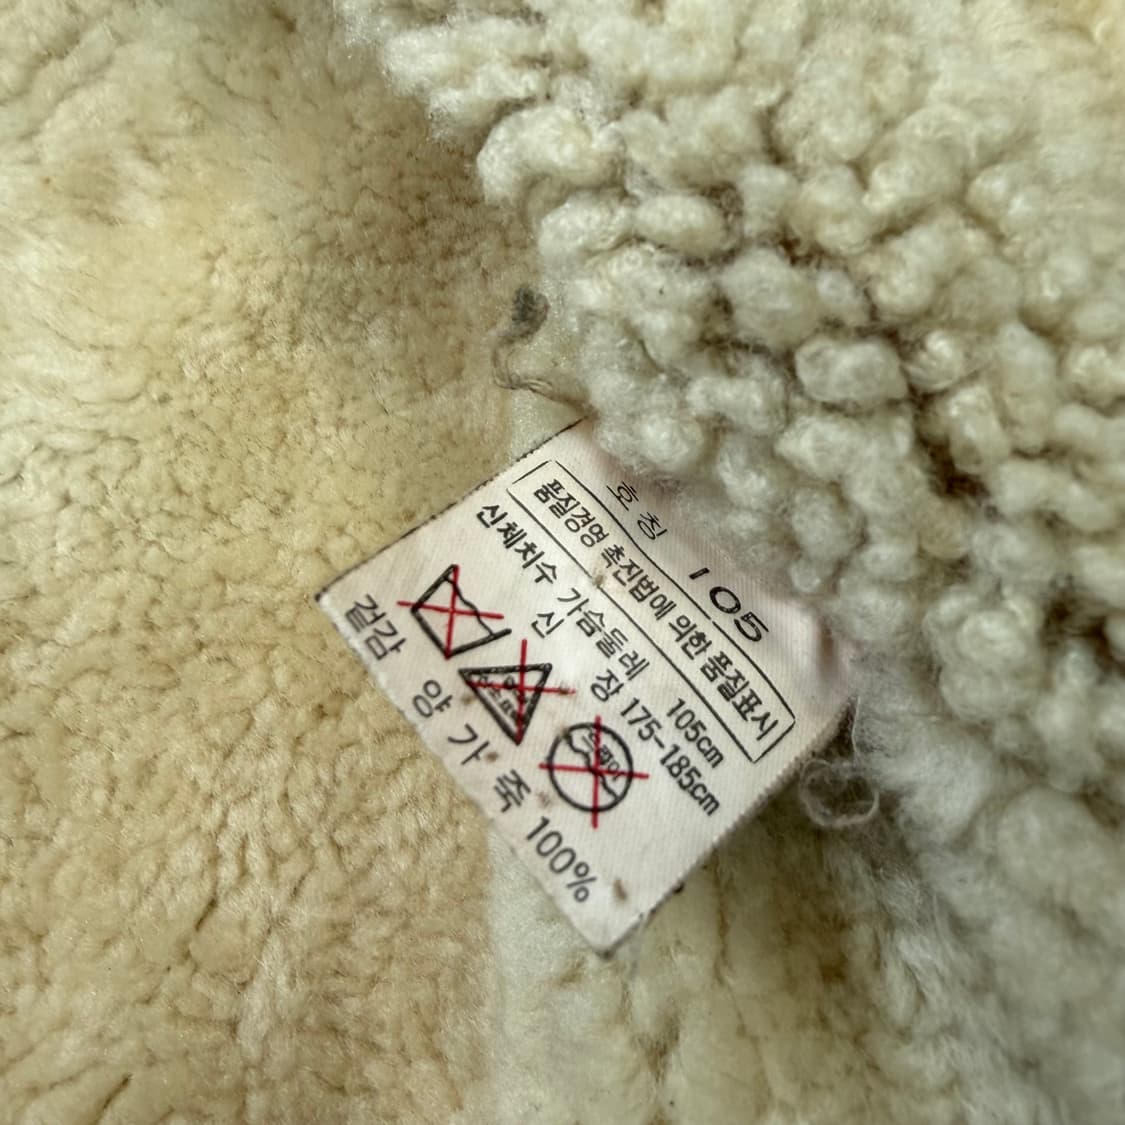 호칭 105
품질경영 촉진법에 의한 품질표시
신체치수 가슴둘레 105cm
신장 175-185cm
겉감 양가죽 100%